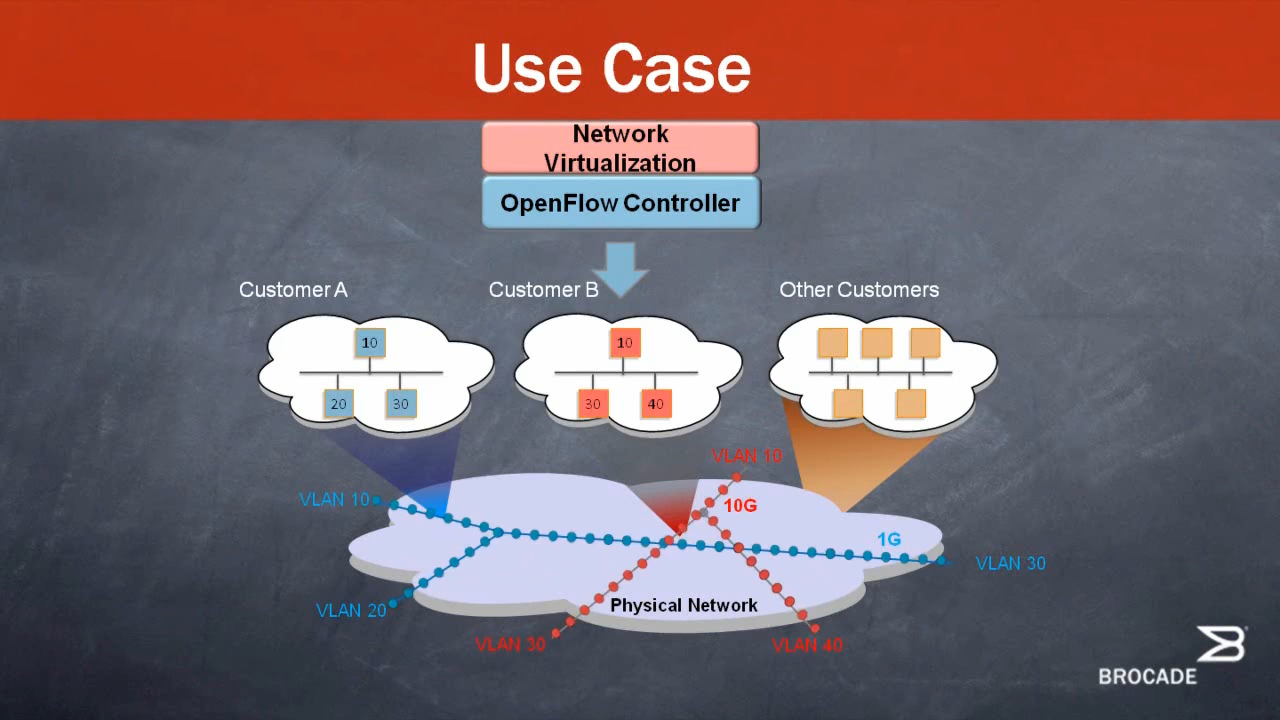 Use Case
Network
Virtualization
OpenFlow Controller
Customer A
Customer B
Other Customers
10
20
30
10
30
40
VLAN 10
10G
VLAN 10
1G
VLAN 30
VLAN 20
Physical Network
VLAN 30
VLAN 40
BROCADE